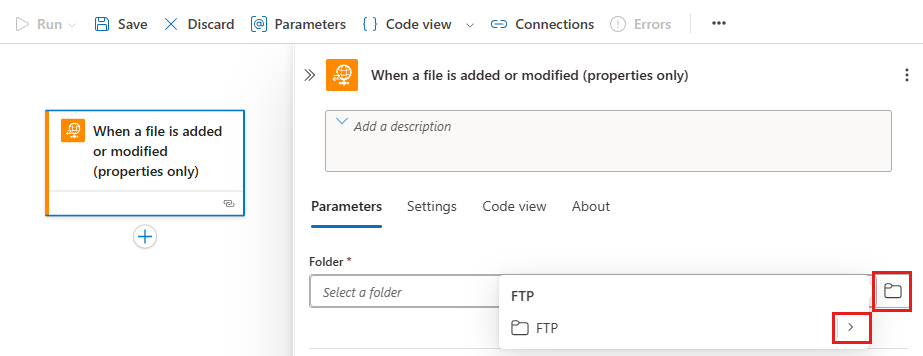 Run Save Discard Parameters Code view Connections Errors
When a file is added or modified (properties only)
Add a description
When a file is added
or modified
(properties only)
Parameters Settings Code view About
Folder *
Select a folder
FTP
FTP